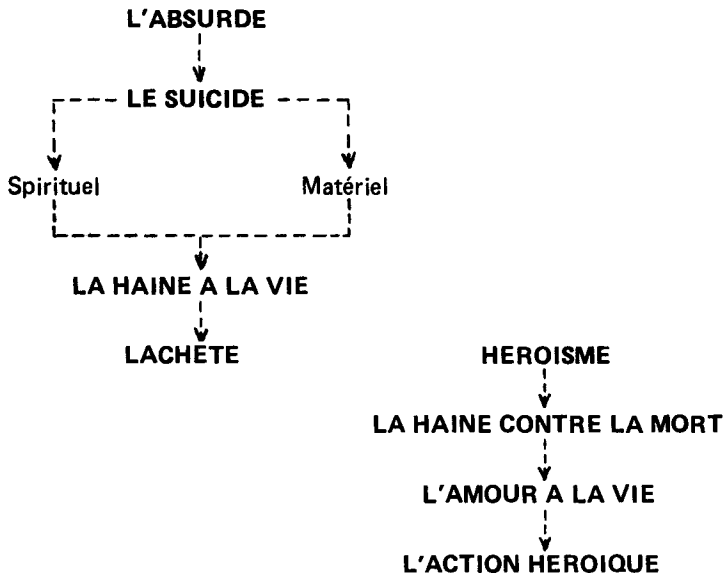 L'ABSURDE
LE SUICIDE
Spirituel Matériel
LA HAINE A LA VIE
LACHETE HEROISME
LA HAINE CONTRE LA MORT
L'AMOUR A LA VIE
L'ACTION HEROIQUE